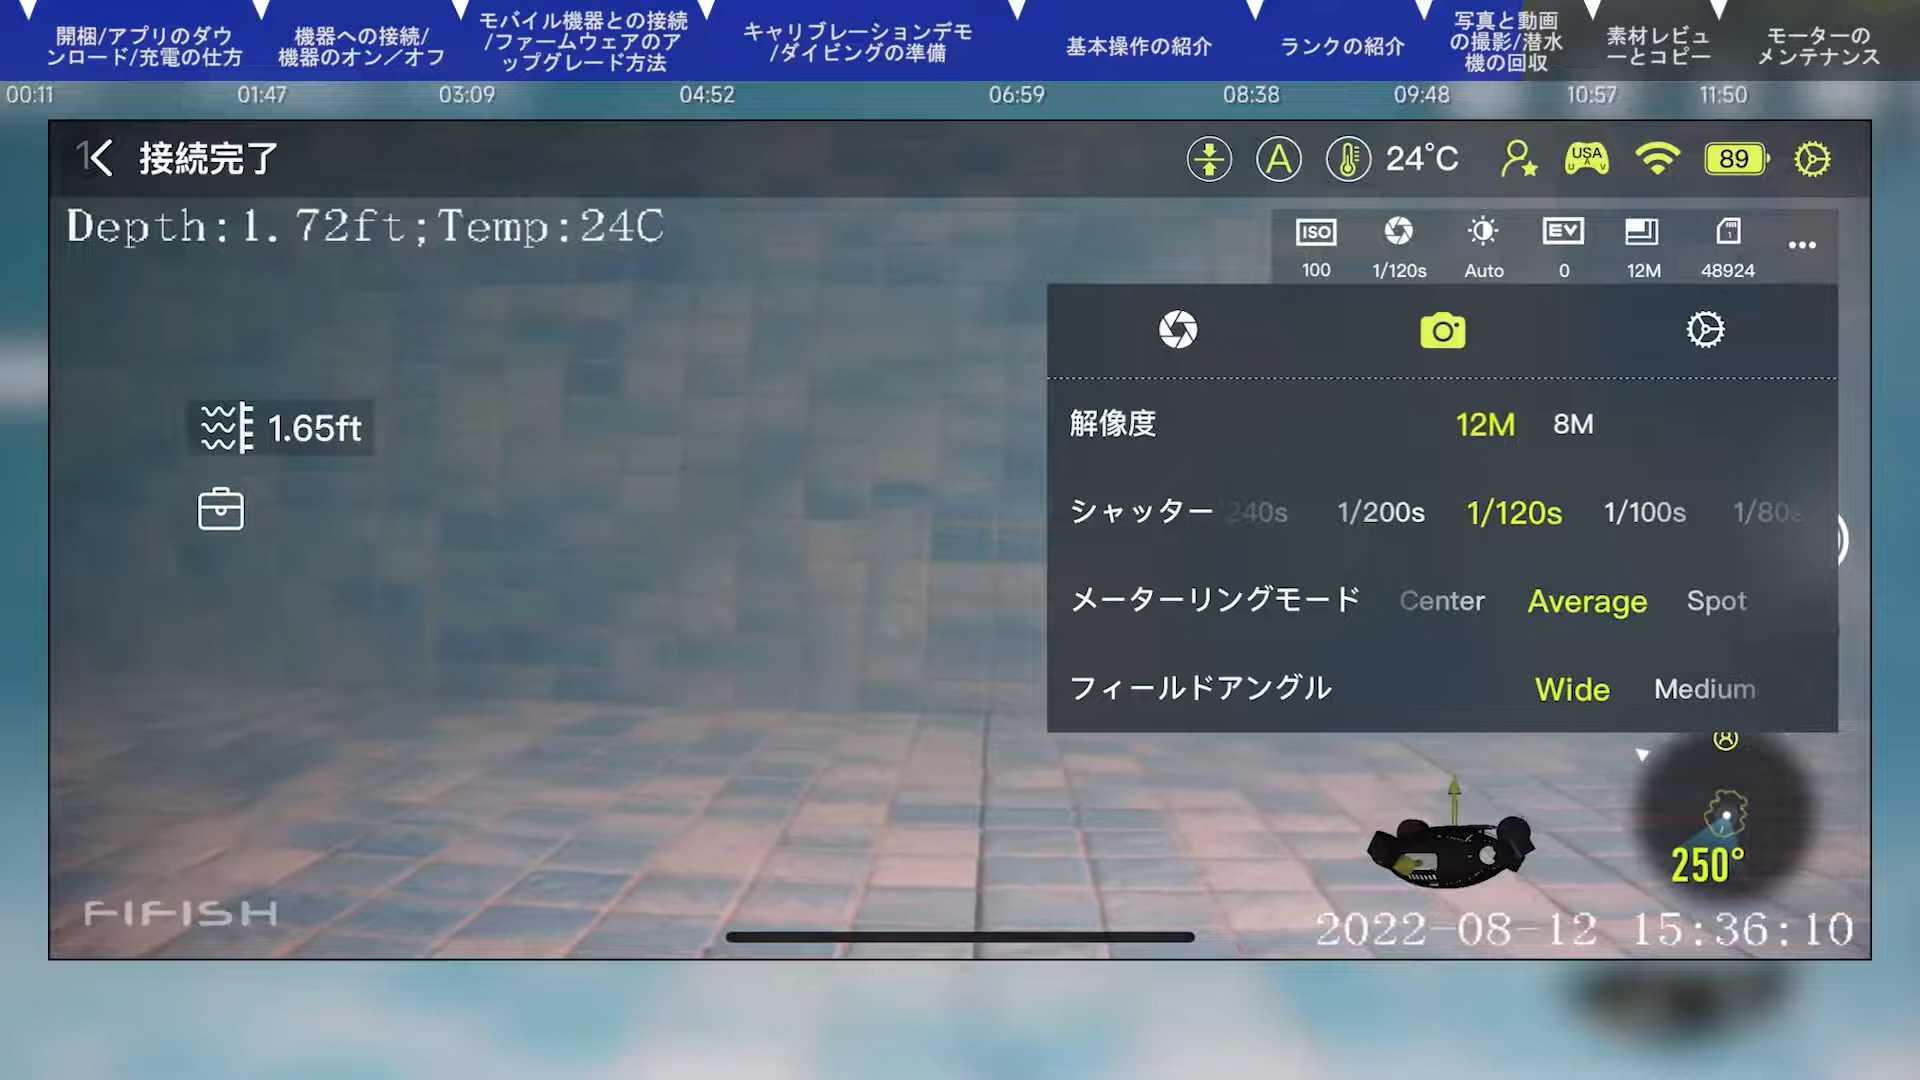 開梱/アプリのダウ
ンロード/充電の仕方
機器への接続/
機器のオン/オフ
モバイル機器との接続
/ファームウェアのア
ップグレード方法
キャリブレーションデモ
/ダイビングの準備
基本操作の紹介
ランクの紹介
写真と動画
の撮影/潜水
機の回収
素材レビュ
ーとコピー
モーターの
メンテナンス
00:11
01:47
03:09
04:52
06:59
08:38
09:48
10:57
11:50
接続完了
A
24°C
USA
89
Depth:1.72ft;Temp:24C
ISO
EV
100
1/120s
Auto
0
12M
48924
1.65ft
解像度 12M 8M
シャッター 240s 1/200s 1/120s 1/100s 1/80s
メーターリングモード Center Average Spot
フィールドアングル Wide Medium
250°
FIFISH
2022-08-12 15:36:10